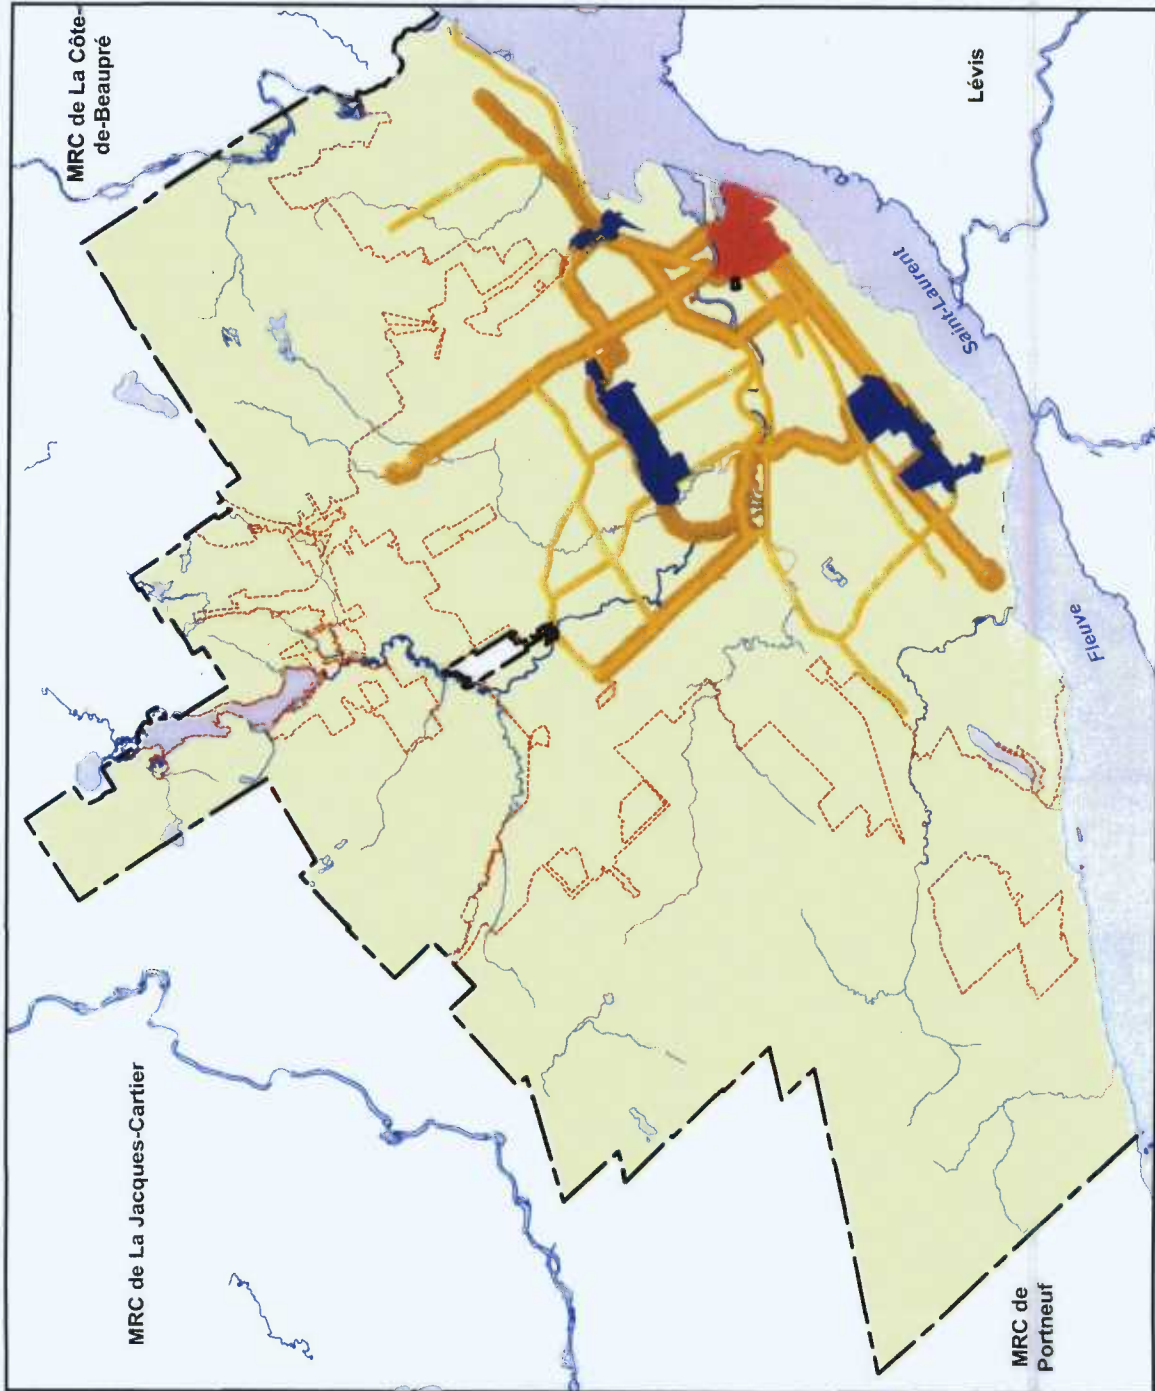 MRC de La Côte-
de-Beaupré
MRC de La Jacques-Cartier
Lévis
Saint-Laurent
Fleuve
MRC de
Portneuf